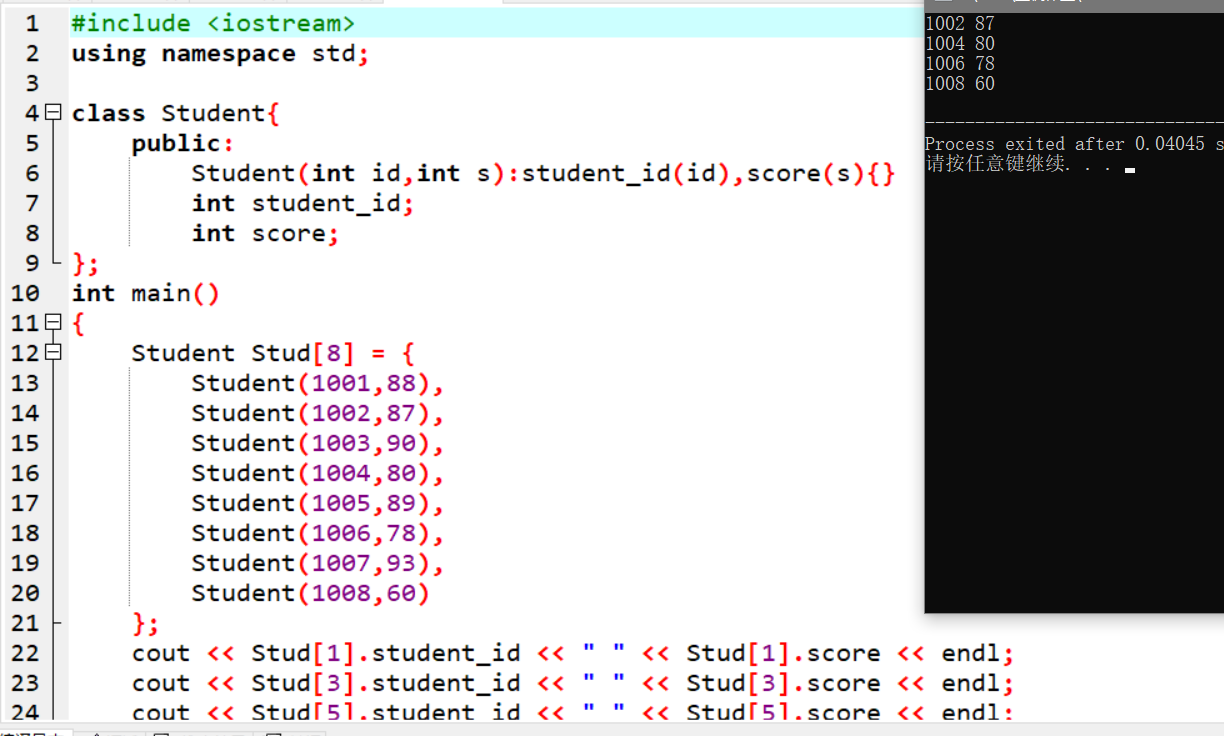 1 #include <iostream>
2 using namespace std;
3
4 class Student{
5 public:
6 Student(int id,int s):student_id(id),score(s){}
7 int student_id;
8 int score;
9 };
10 int main()
11 {
12 Student Stud[8] = {
13 Student(1001,88),
14 Student(1002,87),
15 Student(1003,90),
16 Student(1004,80),
17 Student(1005,89),
18 Student(1006,78),
19 Student(1007,93),
20 Student(1008,60)
21 };
22 cout << Stud[1].student_id << " " << Stud[1].score << endl;
23 cout << Stud[3].student_id << " " << Stud[3].score << endl;
24 cout << Stud[5].student_id << " " << Stud[5].score << endl;
1002 87
1004 80
1006 78
1008 60
--------------------------------
Process exited after 0.04045 s
请按任意键继续. . .